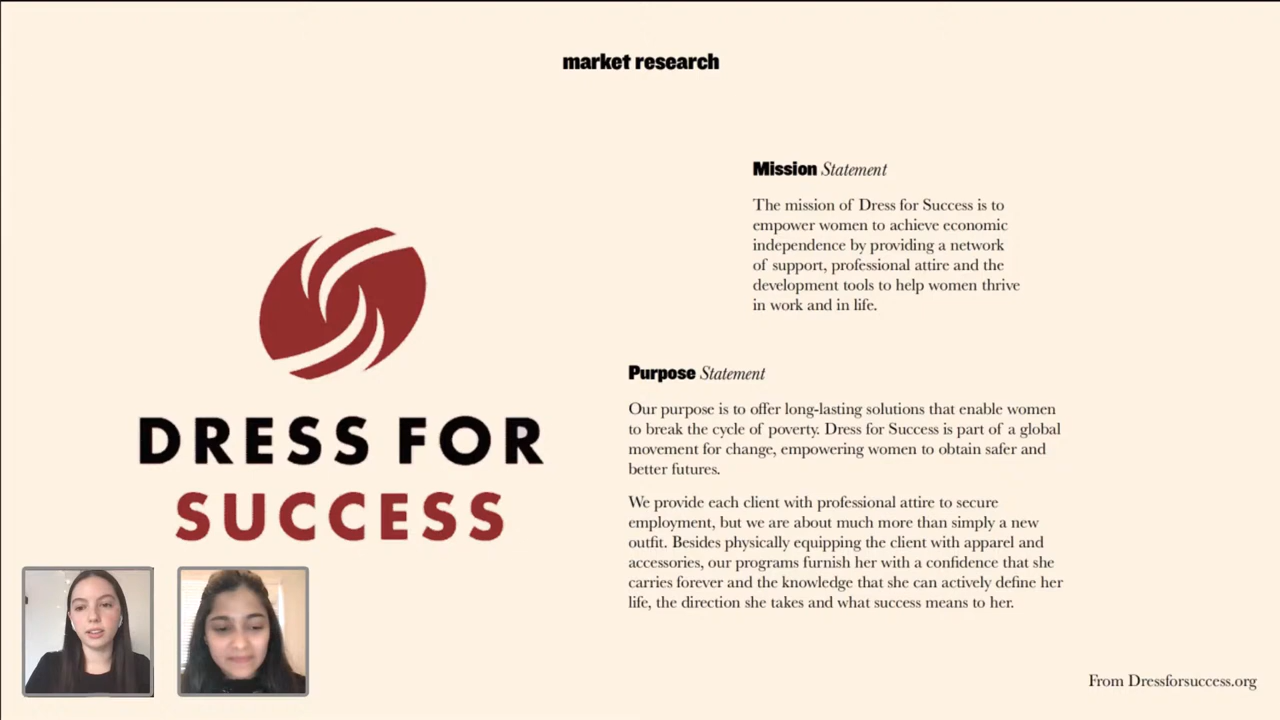 market research
Mission Statement
The mission of Dress for Success is to
empower women to achieve economic
independence by providing a network
of support, professional attire and the
development tools to help women thrive
in work and in life.
DRESS FOR
SUCCESS
Purpose Statement
Our purpose is to offer long-lasting solutions that enable women
to break the cycle of poverty. Dress for Success is part of a global
movement for change, empowering women to obtain safer and
better futures.
We provide each client with professional attire to secure
employment, but we are about much more than simply a new
outfit. Besides physically equipping the client with apparel and
accessories, our programs furnish her with a confidence that she
carries forever and the knowledge that she can actively define her
life, the direction she takes and what success means to her.
From Dressforsuccess.org